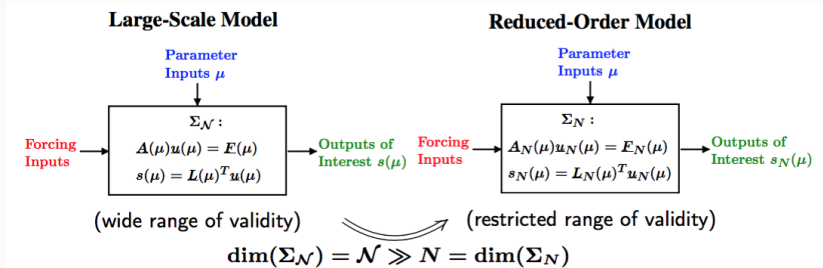 Large-Scale Model
Parameter
Inputs μ
Σ𝒩 :
A(μ)u(μ) = F(μ)
s(μ) = L(μ)ᵀu(μ)
Forcing
Inputs
Outputs of
Interest s(μ)
(wide range of validity)
Reduced-Order Model
Parameter
Inputs μ
Σ_N :
A_N(μ)u_N(μ) = F_N(μ)
s_N(μ) = L_N(μ)ᵀu_N(μ)
Forcing
Inputs
Outputs of
Interest s_N(μ)
(restricted range of validity)
dim(Σ𝒩) = 𝒩 ≫ N = dim(Σ_N)